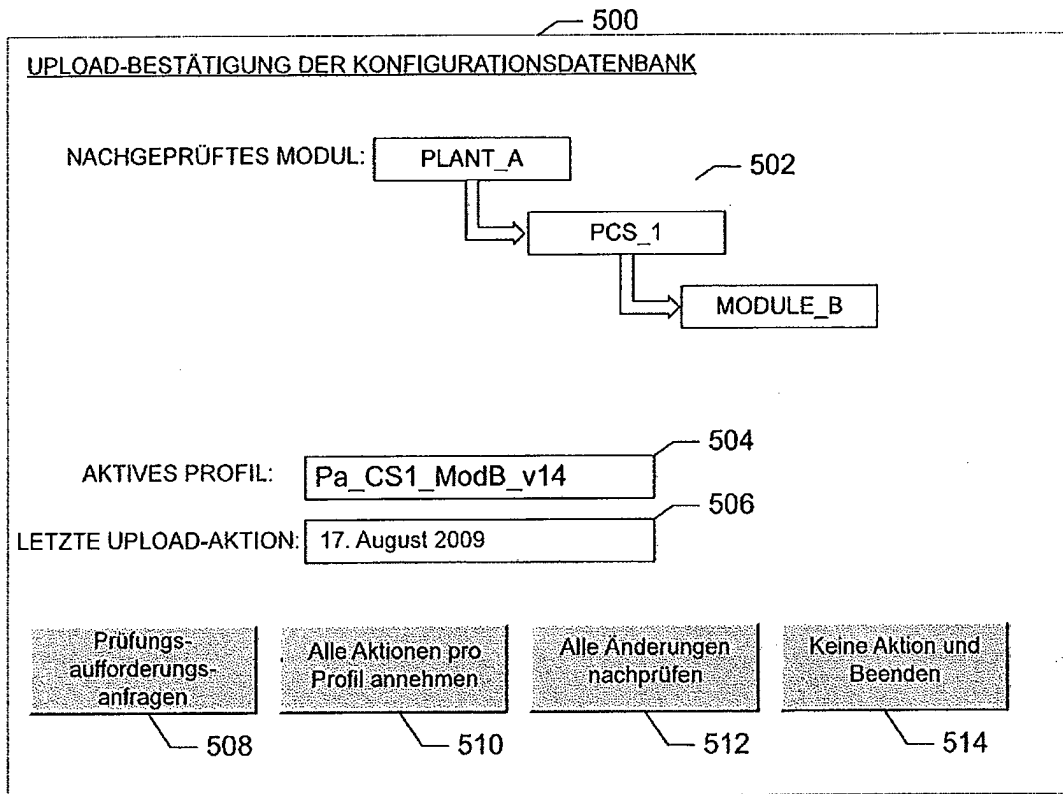 500
UPLOAD-BESTÄTIGUNG DER KONFIGURATIONSDATENBANK
NACHGEPRÜFTES MODUL: PLANT_A
502
PCS_1
MODULE_B
504
AKTIVES PROFIL: Pa_CS1_ModB_v14
506
LETZTE UPLOAD-AKTION: 17. August 2009
Prüfungs-
aufforderungs-
anfragen
Alle Aktionen pro
Profil annehmen
Alle Änderungen
nachprüfen
Keine Aktion und
Beenden
508 510 512 514